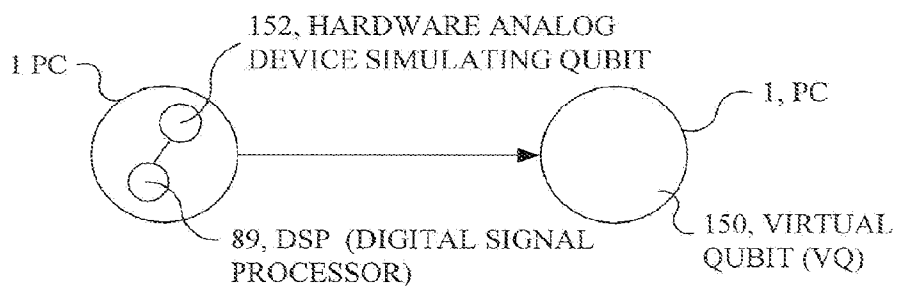 152, HARDWARE ANALOG
DEVICE SIMULATING QUBIT
1 PC
1, PC
89, DSP (DIGITAL SIGNAL
PROCESSOR)
150, VIRTUAL
QUBIT (VQ)